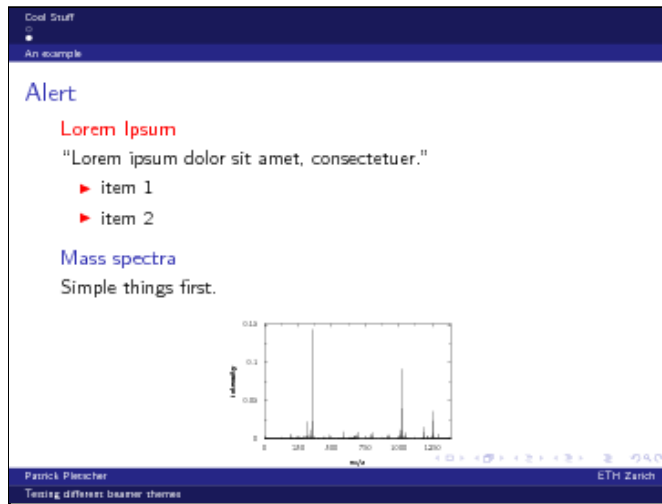 Cool Stuff
An example
Alert
Lorem Ipsum
“Lorem ipsum dolor sit amet, consectetuer.”
item 1
item 2
Mass spectra
Simple things first.
0.15
0.1
0.05
0
intensity
0 250 500 750 1000 1250
m/z
Patrick Pletscher ETH Zurich
Testing different beamer themes